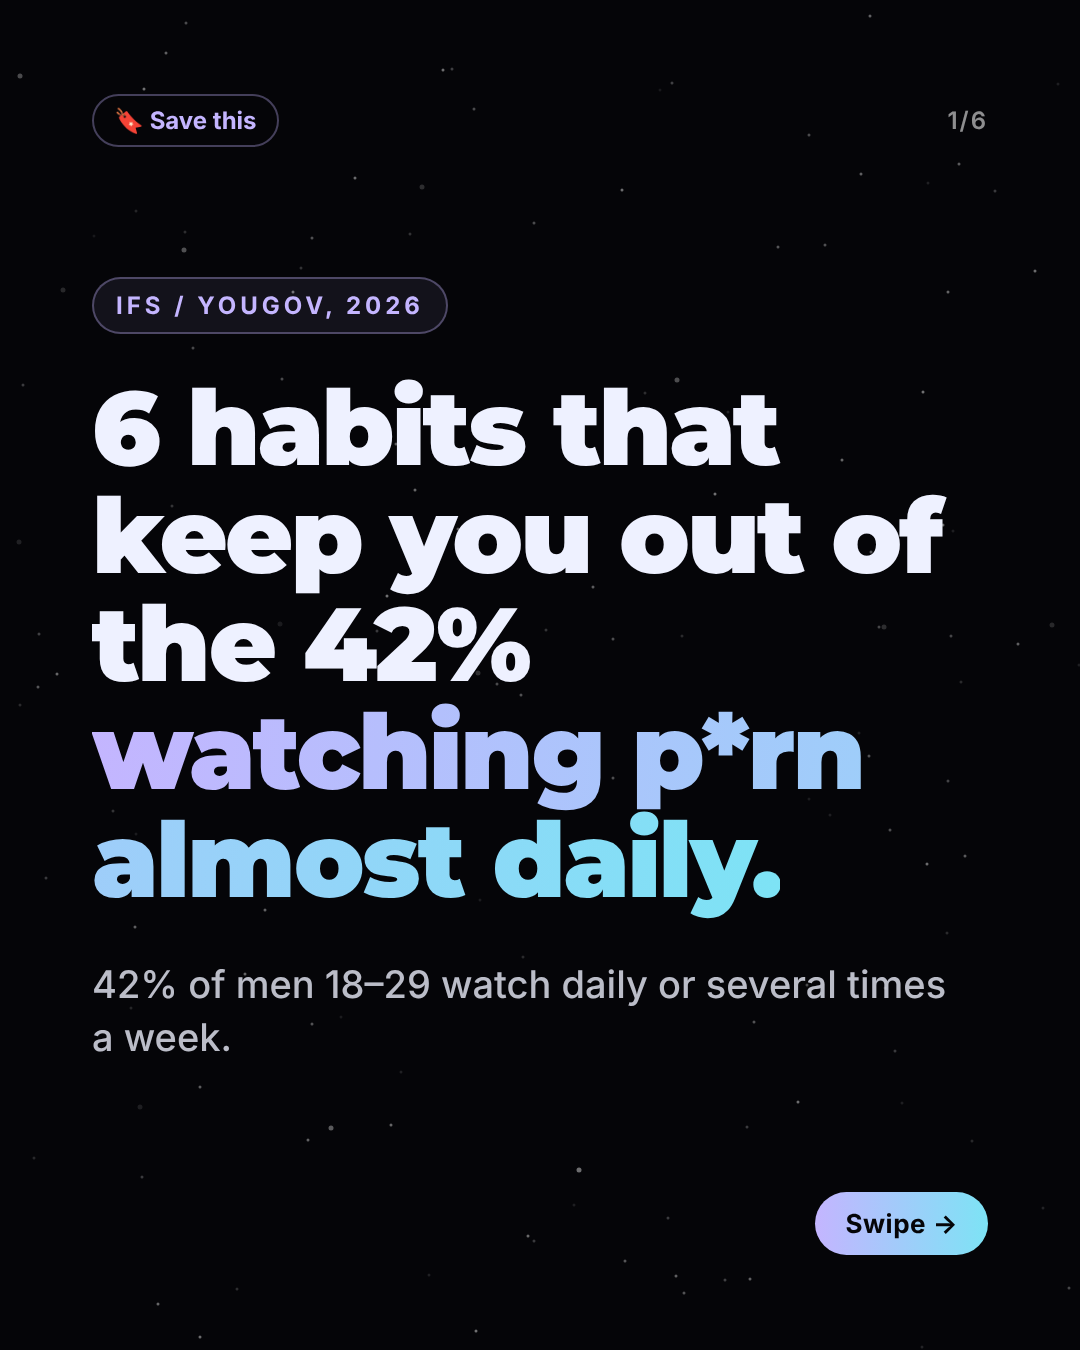 🔖 Save this
1/6
IFS / YOUGOV, 2026
6 habits that
keep you out of
the 42%
watching p*rn
almost daily.
42% of men 18–29 watch daily or several times
a week.
Swipe →